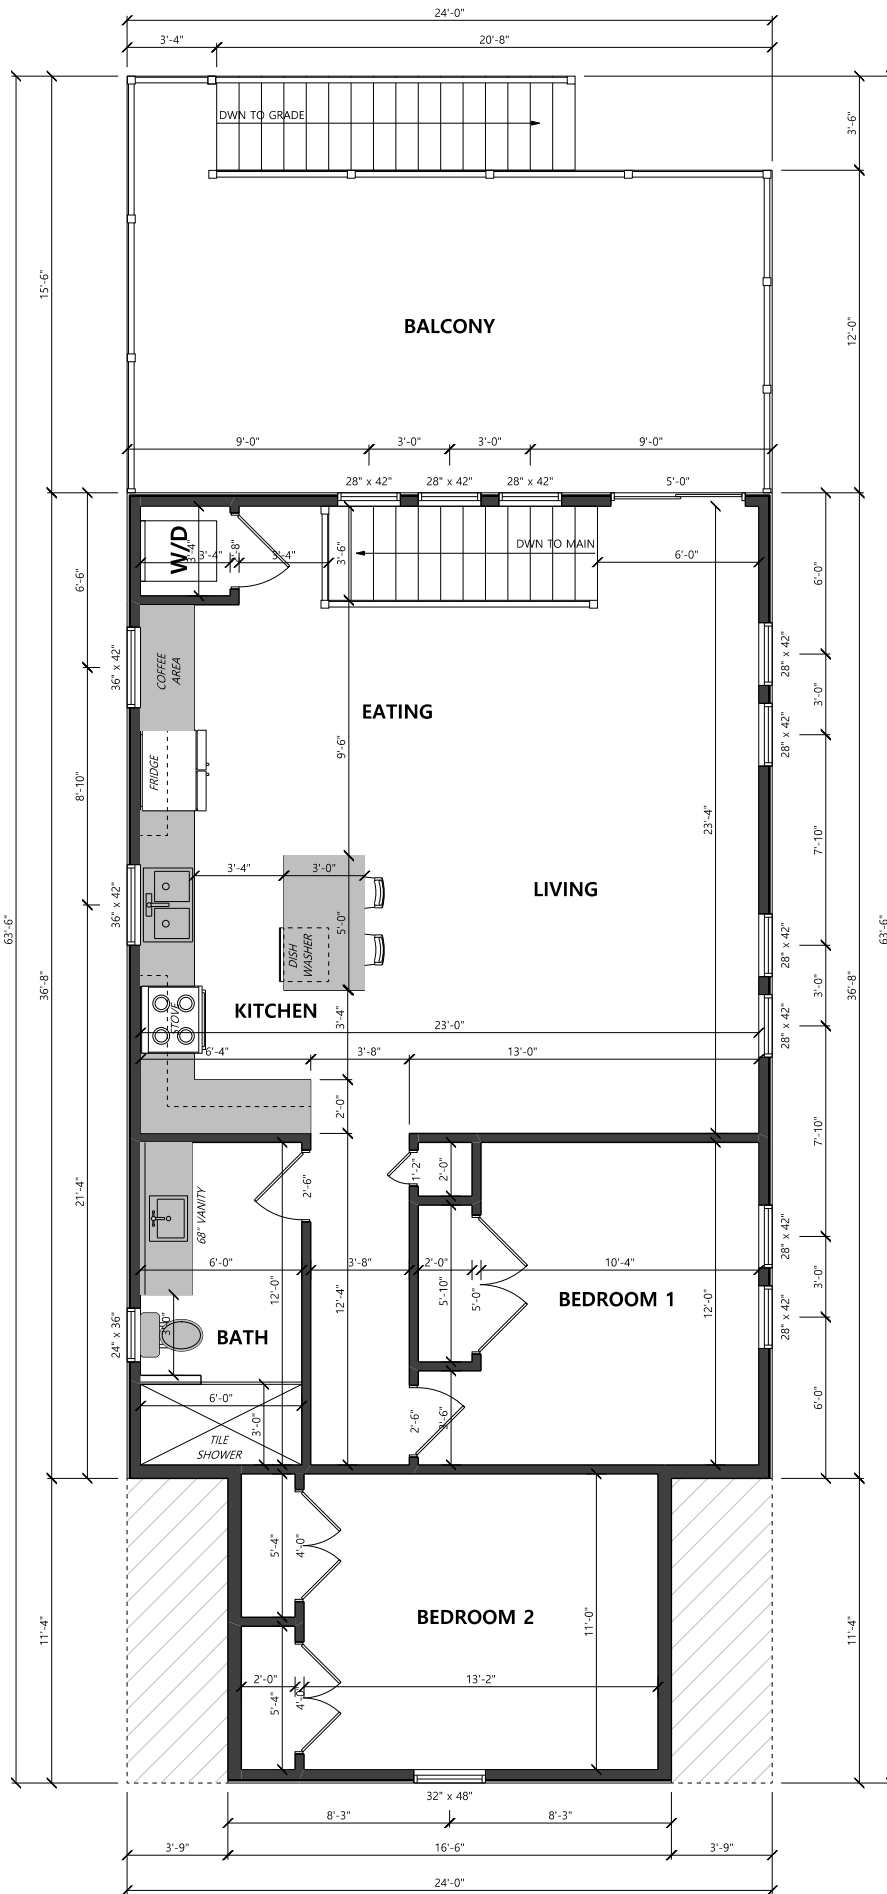 24'-0"
3'-4"
20'-8"
DWN TO GRADE
3'-6"
15'-6"
BALCONY
12'-0"
9'-0"
3'-0"
3'-0"
9'-0"
28" x 42"
28" x 42"
28" x 42"
5'-0"
W/D
3'-4"
3'-4"
3'-4"
3'-6"
DWN TO MAIN
6'-0"
6'-6"
6'-0"
36" x 42"
COFFEE
AREA
28" x 42"
3'-0"
EATING
28" x 42"
9'-6"
FRIDGE
8'-10"
23'-4"
7'-10"
3'-4"
3'-0"
LIVING
36" x 42"
5'-0"
DISH
WASHER
63'-6"
36'-8"
28" x 42"
3'-0"
36'-8"
63'-6"
KITCHEN
STOVE
3'-4"
23'-0"
28" x 42"
6'-4"
3'-8"
13'-0"
2'-0"
7'-10"
21'-4"
2'-6"
1'-2"
2'-0"
68" VANITY
28" x 42"
6'-0"
3'-8"
2'-0"
10'-4"
3'-0"
12'-0"
12'-4"
5'-10"
5'-0"
BEDROOM 1
12'-0"
24" x 36"
3'-0"
BATH
28" x 42"
6'-0"
6'-0"
3'-0"
2'-6"
3'-6"
TILE
SHOWER
5'-4"
4'-0"
11'-4"
BEDROOM 2
11'-0"
11'-4"
2'-0"
13'-2"
5'-4"
4'-0"
32" x 48"
8'-3"
8'-3"
3'-9"
16'-6"
3'-9"
24'-0"